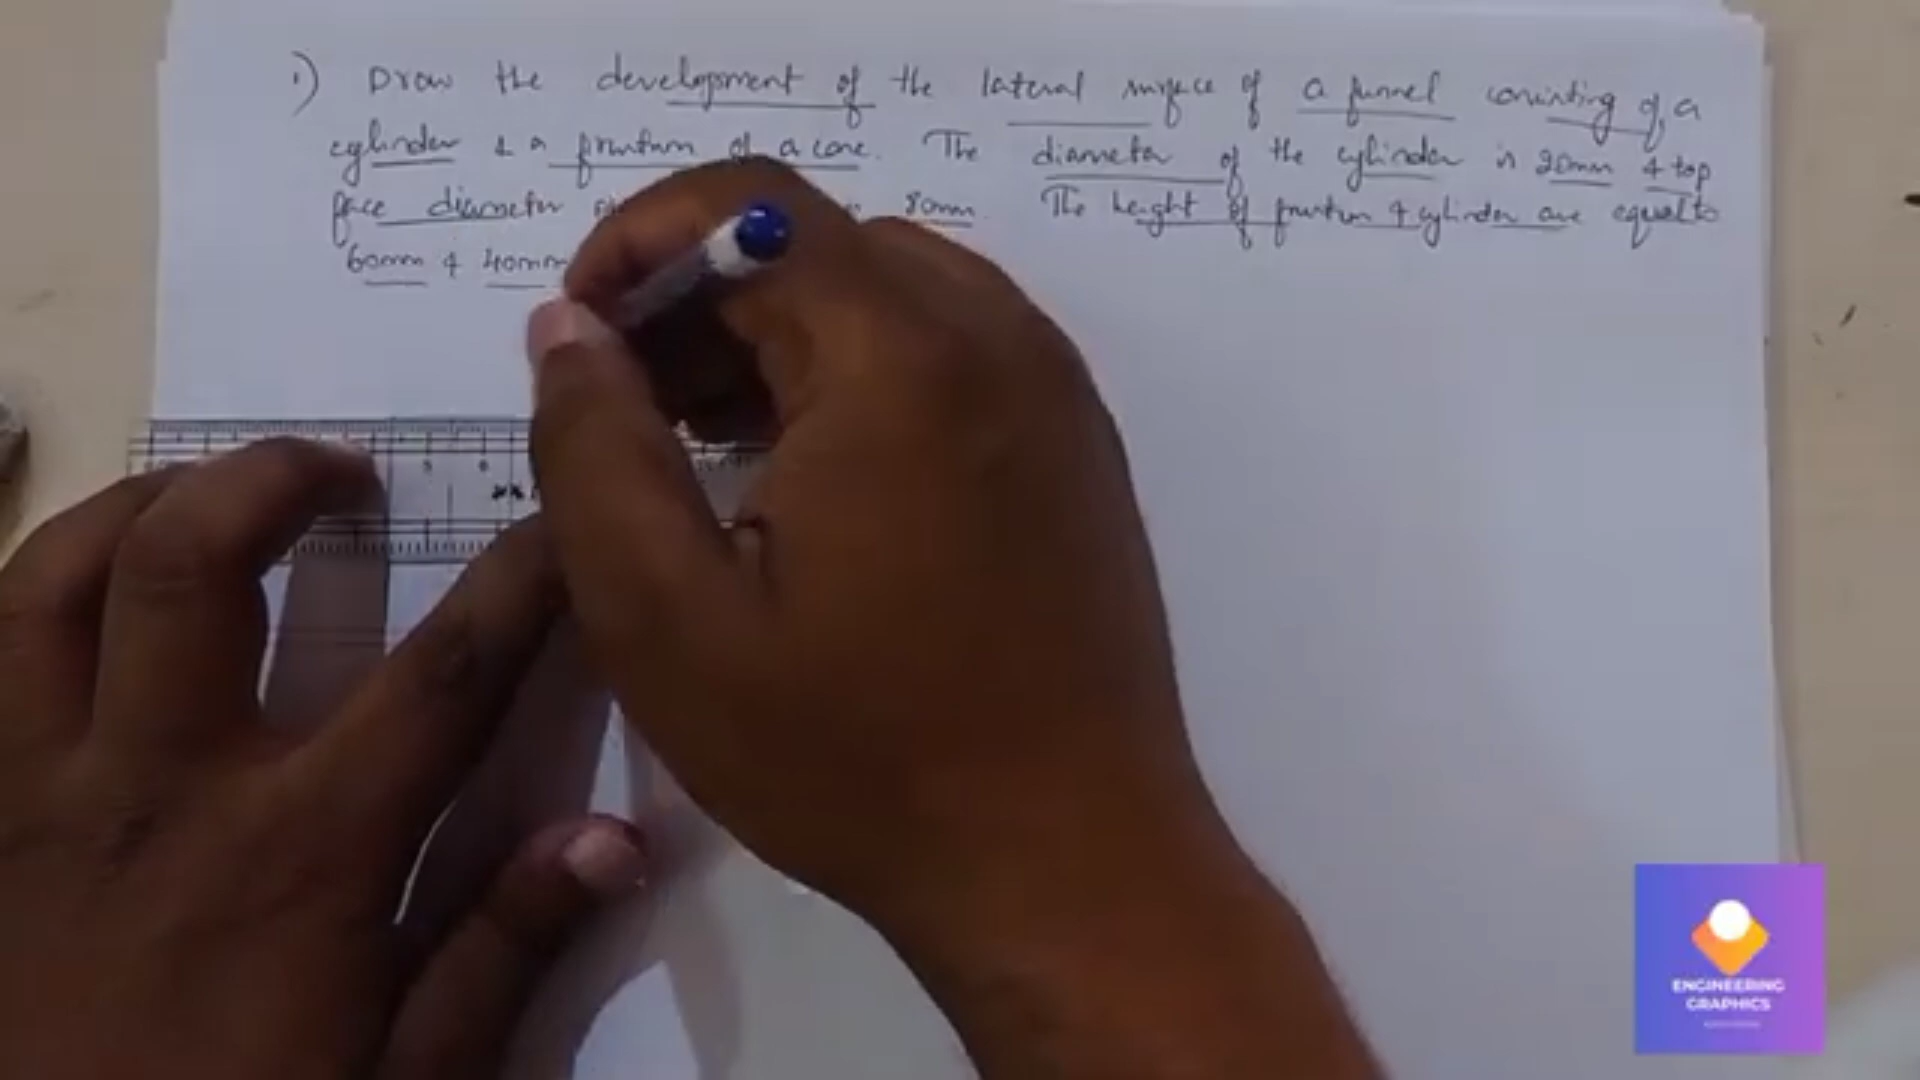 1) Draw the development of the lateral surface of a funnel consisting of a
cylinder & a frustum of a cone. The diameter of the cylinder is 20mm & top
face diameter 80mm. The height of frustum & cylinder are equal to
60mm & 40mm
5 6
ENGINEERING
GRAPHICS